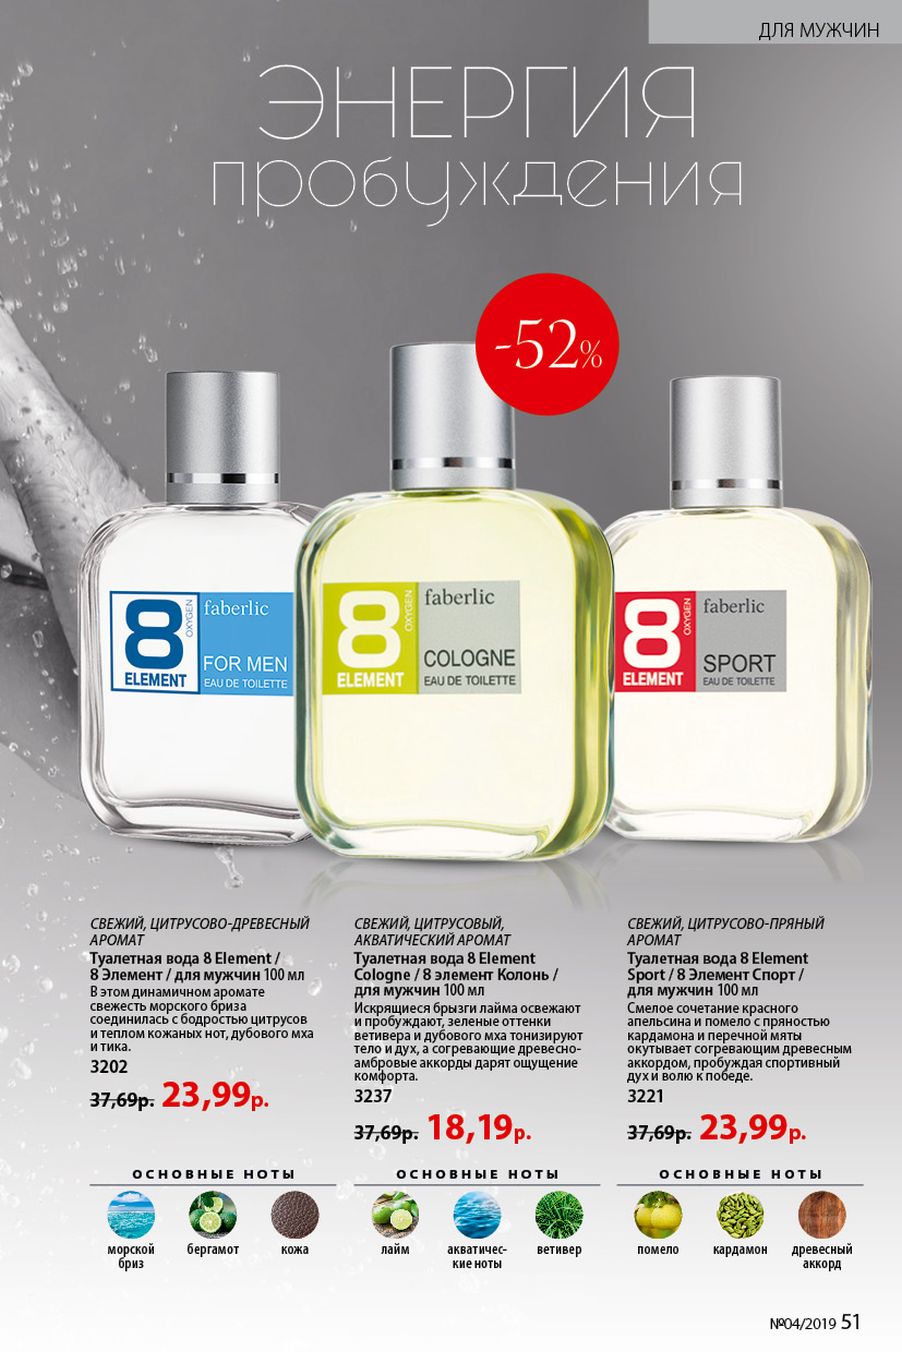 ДЛЯ МУЖЧИН
ЭНЕРГИЯ
пробуждения
-52%
8
OXYGEN
ELEMENT
faberlic
FOR MEN
EAU DE TOILETTE
8
OXYGEN
ELEMENT
faberlic
COLOGNE
EAU DE TOILETTE
8
OXYGEN
ELEMENT
faberlic
SPORT
EAU DE TOILETTE
СВЕЖИЙ, ЦИТРУСОВО-ДРЕВЕСНЫЙ
АРОМАТ
Туалетная вода 8 Element /
8 Элемент / для мужчин 100 мл
В этом динамичном аромате
свежесть морского бриза
соединилась с бодростью цитрусов
и теплом кожаных нот, дубового мха
и тика.
3202
37,69р. 23,99р.
ОСНОВНЫЕ НОТЫ
морской
бриз
бергамот
кожа
СВЕЖИЙ, ЦИТРУСОВЫЙ,
АКВАТИЧЕСКИЙ АРОМАТ
Туалетная вода 8 Element
Cologne / 8 элемент Колонь /
для мужчин 100 мл
Искрящиеся брызги лайма освежают
и пробуждают, зеленые оттенки
ветивера и дубового мха тонизируют
тело и дух, а согревающие древесно-
амбровые аккорды дарят ощущение
комфорта.
3237
37,69р. 18,19р.
ОСНОВНЫЕ НОТЫ
лайм
акватичес-
кие ноты
ветивер
СВЕЖИЙ, ЦИТРУСОВО-ПРЯНЫЙ
АРОМАТ
Туалетная вода 8 Element
Sport / 8 Элемент Спорт /
для мужчин 100 мл
Смелое сочетание красного
апельсина и помело с пряностью
кардамона и перечной мяты
окутывает согревающим древесным
аккордом, пробуждая спортивный
дух и волю к победе.
3221
37,69р. 23,99р.
ОСНОВНЫЕ НОТЫ
помело
кардамон
древесный
аккорд
№04/2019 51